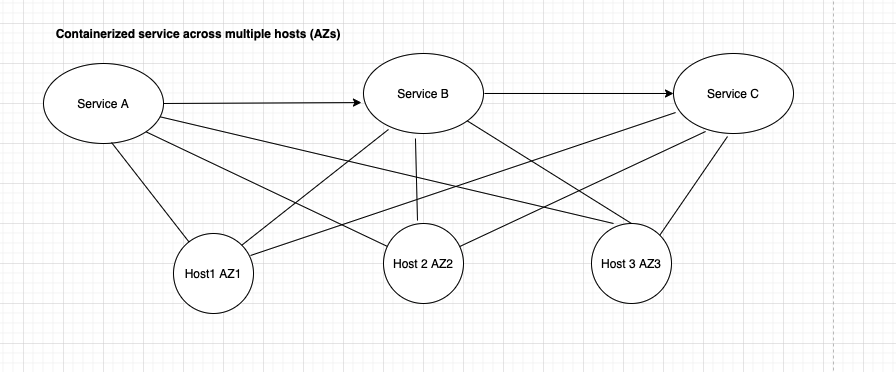 Containerized service across multiple hosts (AZs)
Service A
Service B
Service C
Host1 AZ1
Host 2 AZ2
Host 3 AZ3